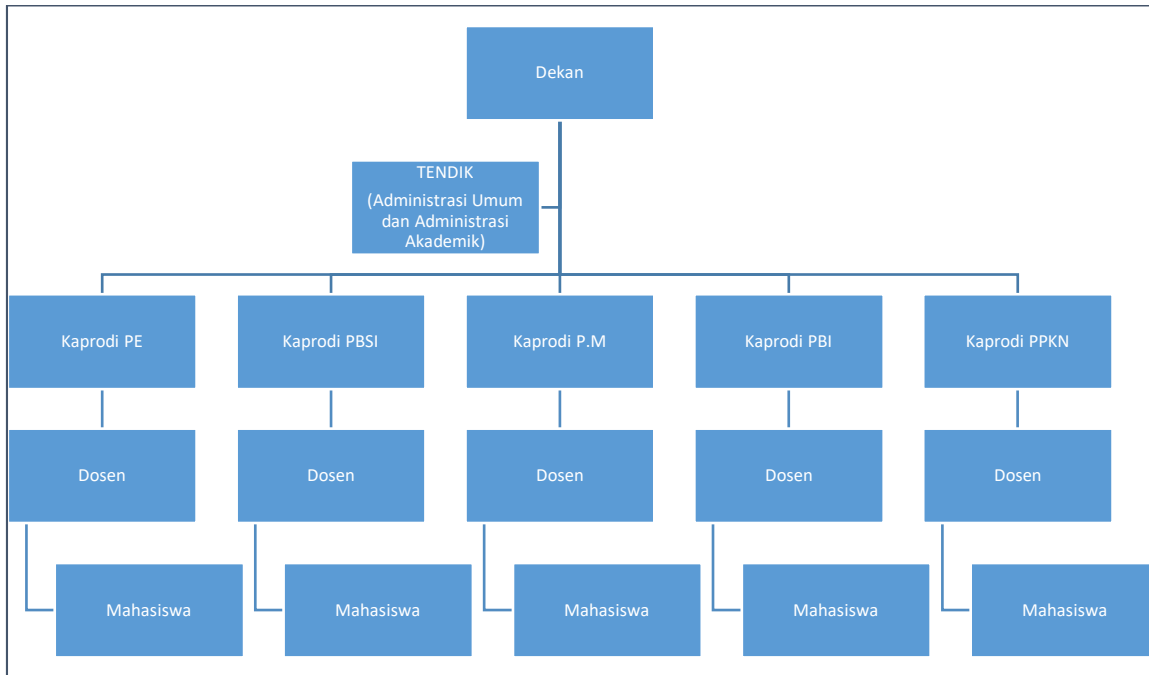 Dekan
TENDIK
(Administrasi Umum
dan Administrasi
Akademik)
Kaprodi PE
Kaprodi PBSI
Kaprodi P.M
Kaprodi PBI
Kaprodi PPKN
Dosen
Dosen
Dosen
Dosen
Dosen
Mahasiswa
Mahasiswa
Mahasiswa
Mahasiswa
Mahasiswa